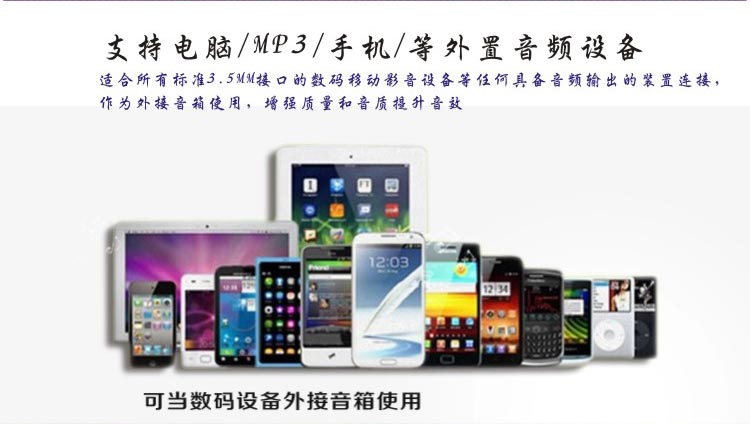 支持电脑/MP3/手机/等外置音频设备
适合所有标准3.5MM接口的数码移动影音设备等任何具备音频输出的装置连接,
作为外接音箱使用, 增强质量和音质提升音效
12:03
12:34
可当数码设备外接音箱使用